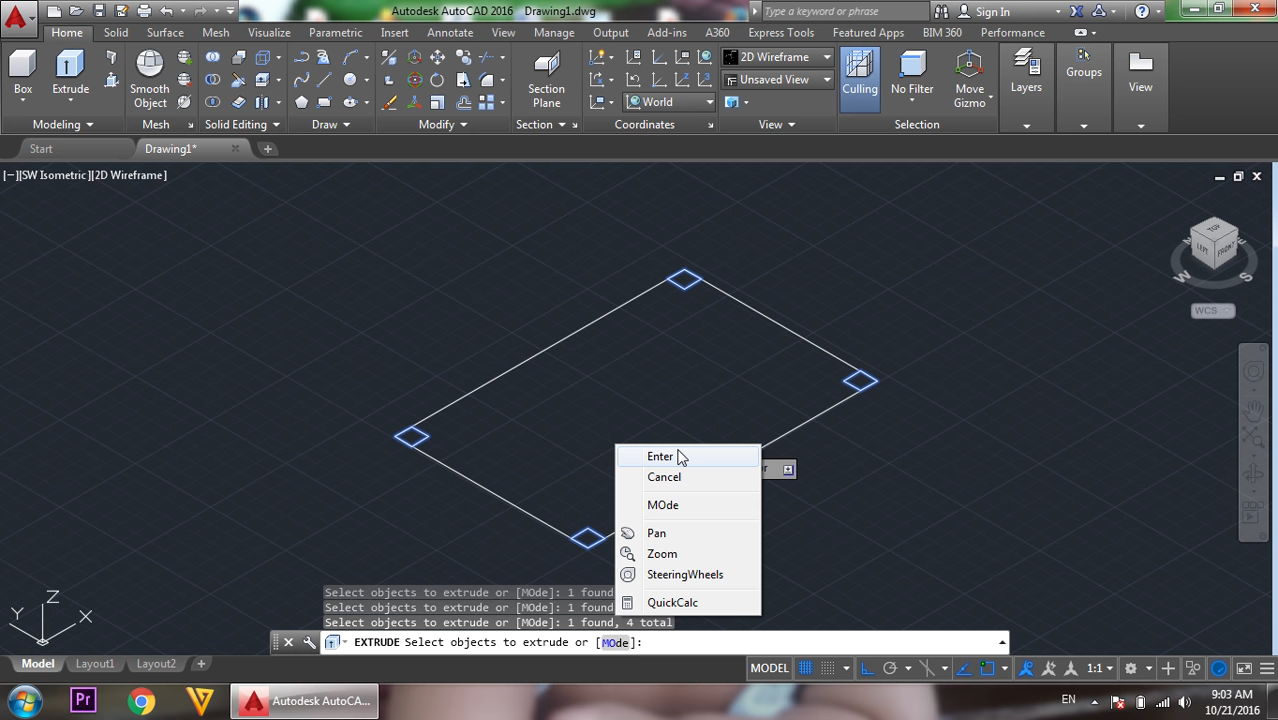 Autodesk AutoCAD 2016 Drawing1.dwg
Type a keyword or phrase
Sign In
Home Solid Surface Mesh Visualize Parametric Insert Annotate View Manage Output Add-ins A360 Express Tools Featured Apps BIM 360 Performance
Box
Extrude
Smooth Object
Section Plane
2D Wireframe
Unsaved View
World
Culling
No Filter
Move Gizmo
Layers
Groups
View
Modeling
Mesh
Solid Editing
Draw
Modify
Section
Coordinates
View
Selection
Start
Drawing1*
[−][SW Isometric][2D Wireframe]
TOP
LEFT
FRONT
W
S
WCS
Enter
Cancel
MOde
Pan
Zoom
SteeringWheels
QuickCalc
Z
Y
X
Select objects to extrude or [MOde]: 1 found
Select objects to extrude or [MOde]: 1 found
Select objects to extrude or [MOde]: 1 found, 4 total
EXTRUDE Select objects to extrude or [MOde]:
Model Layout1 Layout2
MODEL
1:1
Pr
Autodesk AutoCA...
EN
9:03 AM
10/21/2016